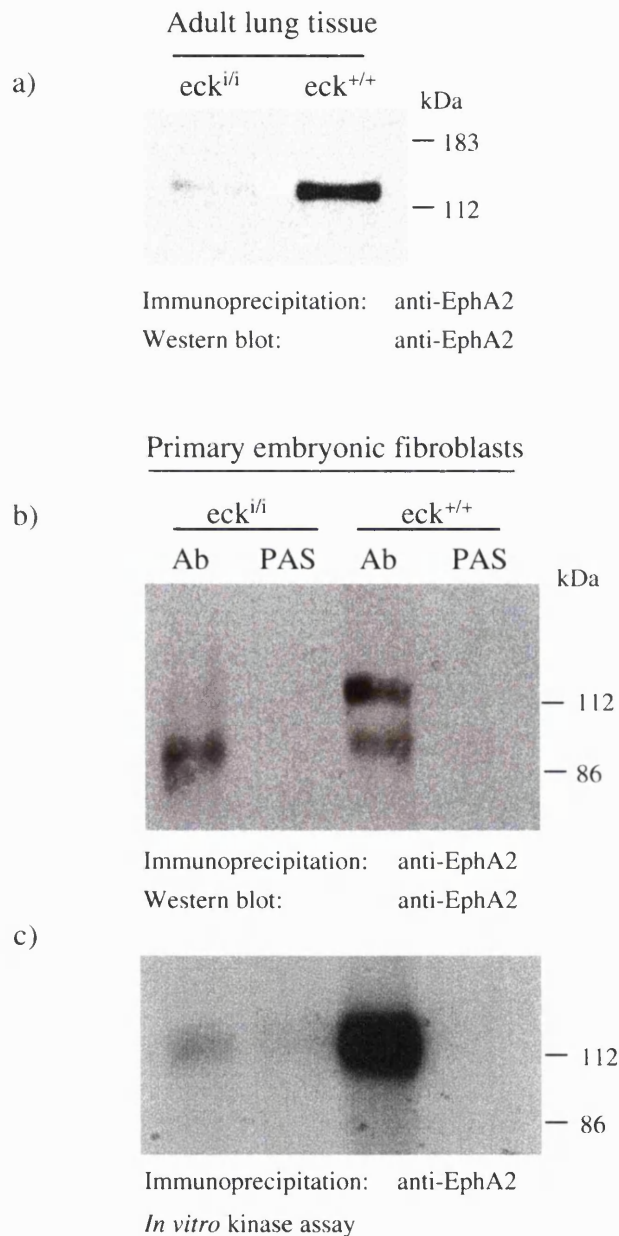 Adult lung tissue
a)
eck^i/i eck^+/+
kDa
183
112
Immunoprecipitation: anti-EphA2
Western blot: anti-EphA2
Primary embryonic fibroblasts
b)
eck^i/i eck^+/+
Ab PAS Ab PAS
kDa
112
86
Immunoprecipitation: anti-EphA2
Western blot: anti-EphA2
c)
112
86
Immunoprecipitation: anti-EphA2
In vitro kinase assay